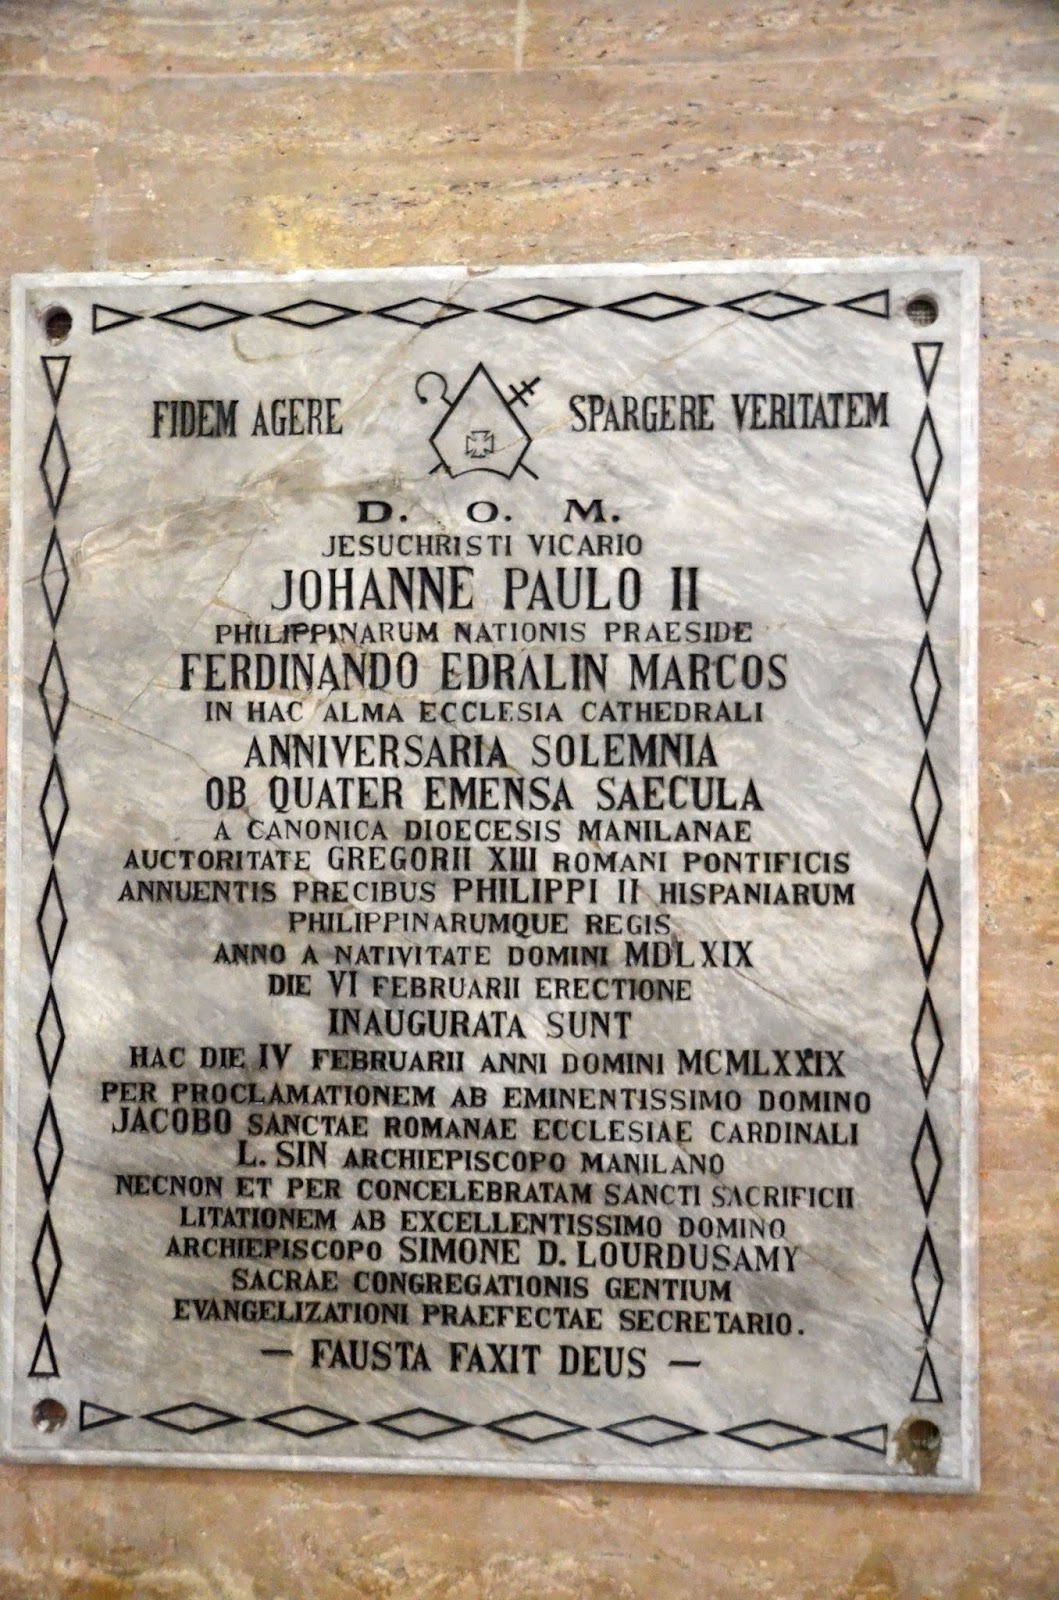 FIDEM AGERE SPARGERE VERITATEM
D. O. M.
JESUCHRISTI VICARIO
JOHANNE PAULO II
PHILIPPINARUM NATIONIS PRAESIDE
FERDINANDO EDRALIN MARCOS
IN HAC ALMA ECCLESIA CATHEDRALI
ANNIVERSARIA SOLEMNIA
OB QUATER EMENSA SAECULA
A CANONICA DIOECESIS MANILANAE
AUCTORITATE GREGORII XIII ROMANI PONTIFICIS
ANNUENTIS PRECIBUS PHILIPPI II HISPANIARUM
PHILIPPINARUMQUE REGIS
ANNO A NATIVITATE DOMINI MDLXIX
DIE VI FEBRUARII ERECTIONE
INAUGURATA SUNT
HAC DIE IV FEBRUARII ANNI DOMINI MCMLXXIX
PER PROCLAMATIONEM AB EMINENTISSIMO DOMINO
JACOBO SANCTAE ROMANAE ECCLESIAE CARDINALI
L. SIN ARCHIEPISCOPO MANILANO
NECNON ET PER CONCELEBRATAM SANCTI SACRIFICII
LITATIONEM AB EXCELLENTISSIMO DOMINO
ARCHIEPISCOPO SIMONE D. LOURDUSAMY
SACRAE CONGREGATIONIS GENTIUM
EVANGELIZATIONI PRAEFECTAE SECRETARIO.
— FAUSTA FAXIT DEUS —